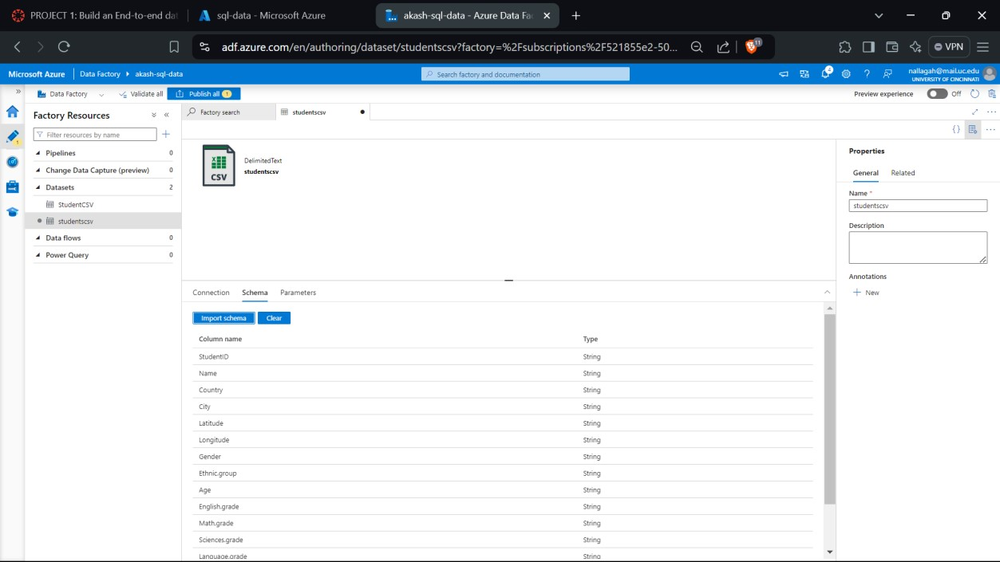 PROJECT 1: Build an End-to-end dat
sql-data - Microsoft Azure
akash-sql-data - Azure Data Fac
adf.azure.com/en/authoring/dataset/studentscsv?factory=%2Fsubscriptions%2F521855e2-50...
11
VPN
Microsoft Azure
Data Factory
akash-sql-data
Search factory and documentation
4
nallagah@mail.uc.edu
UNIVERSITY OF CINCINNATI
Data Factory
Validate all
Publish all 1
Preview experience
Off
Factory Resources
Factory search
studentscsv
Filter resources by name
Pipelines 0
Change Data Capture (preview) 0
Datasets 2
StudentCSV
studentscsv
Data flows 0
Power Query 0
CSV
DelimitedText
studentscsv
Connection Schema Parameters
Import schema Clear
Column name Type
StudentID String
Name String
Country String
City String
Latitude String
Longitude String
Gender String
Ethnic.group String
Age String
English.grade String
Math.grade String
Sciences.grade String
Language.grade String
Properties
General Related
Name *
studentscsv
Description
Annotations
New